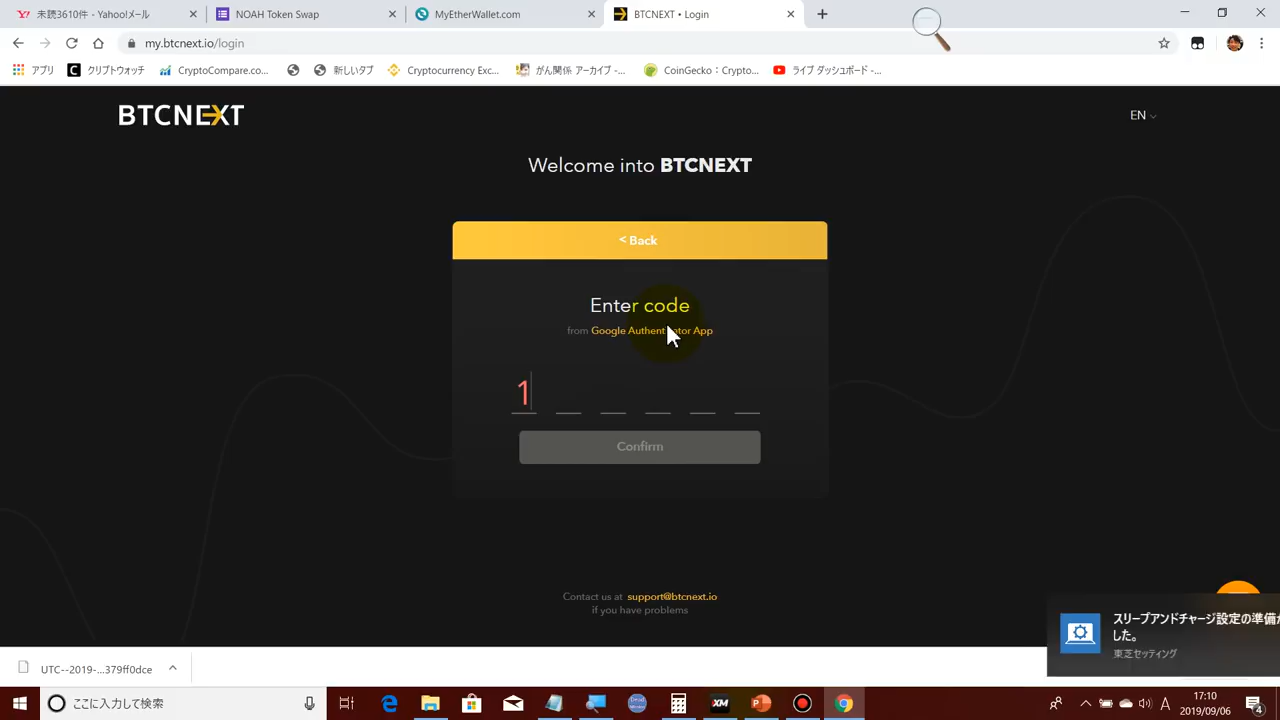 未読3610件 - Yahoo!メール
NOAH Token Swap
MyEtherWallet.com
BTCNEXT • Login
my.btcnext.io/login
アプリ
クリプトウォッチ
CryptoCompare.co...
新しいタブ
Cryptocurrency Exc...
がん関係 アーカイブ -...
CoinGecko：Crypto...
ライブ ダッシュボード -...
BTCNEXT
EN
Welcome into BTCNEXT
< Back
Enter code
from Google Authenticator App
1
Confirm
Contact us at support@btcnext.io
if you have problems
スリープアンドチャージ設定の準備が
した。
東芝セッティング
UTC--2019-...379ff0dce
ここに入力して検索
XM
A
17:10
2019/09/06
4